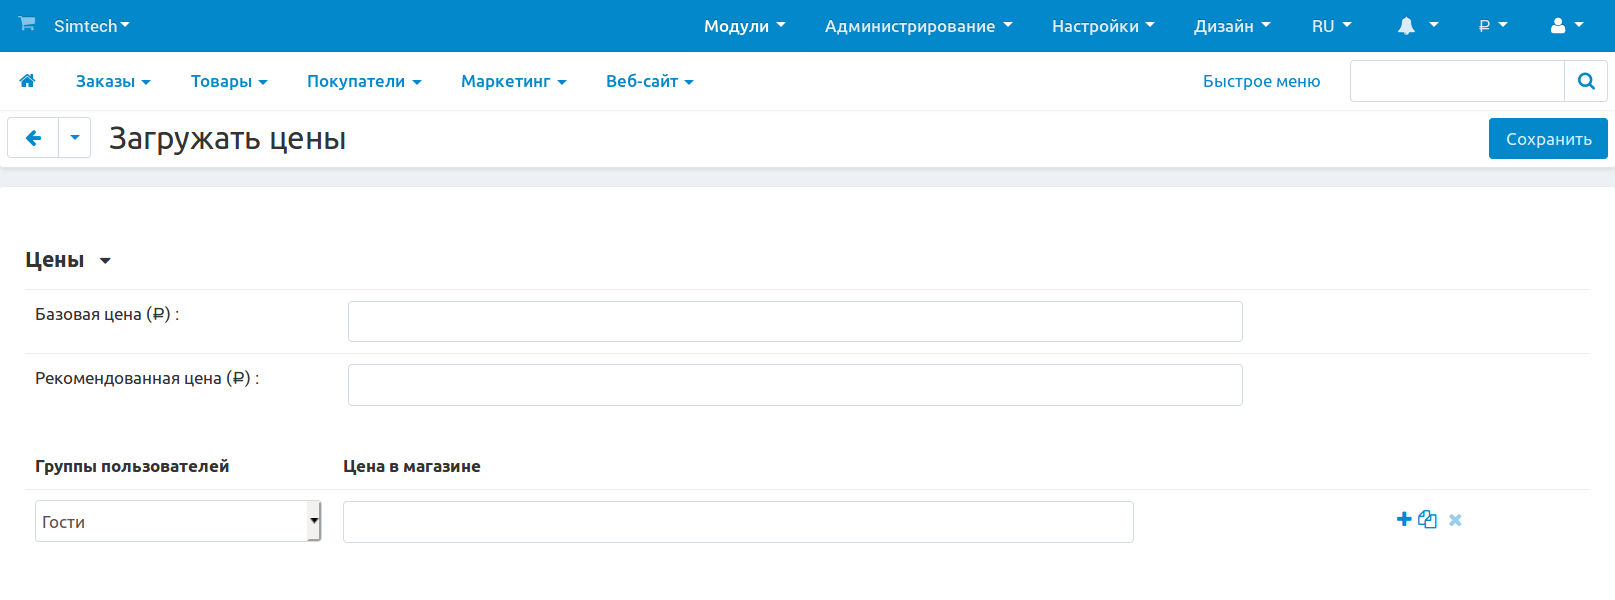 Simtech Модули Администрирование Настройки Дизайн RU ₽
Заказы Товары Покупатели Маркетинг Веб-сайт Быстрое меню
Загружать цены Сохранить
Цены
Базовая цена (₽) :
Рекомендованная цена (₽) :
Группы пользователей Цена в магазине
Гости